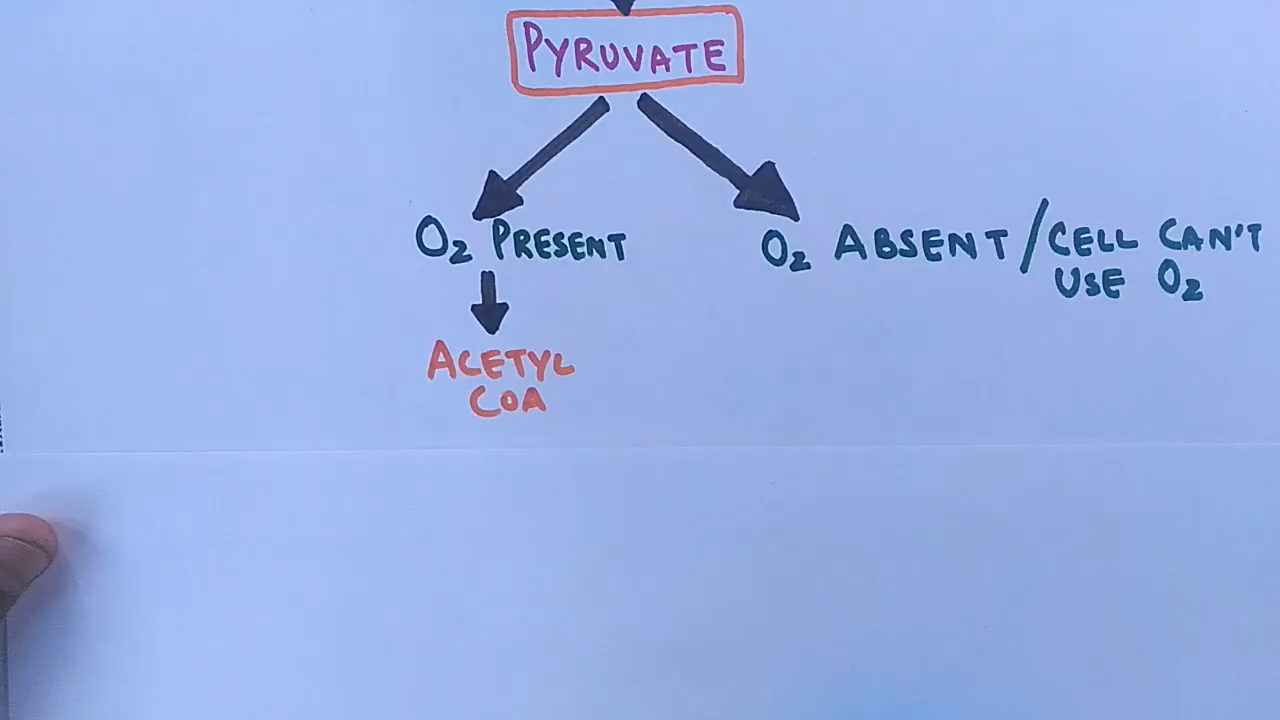 PYRUVATE
O₂ PRESENT
O₂ ABSENT / CELL CAN'T
USE O₂
ACETYL
COA